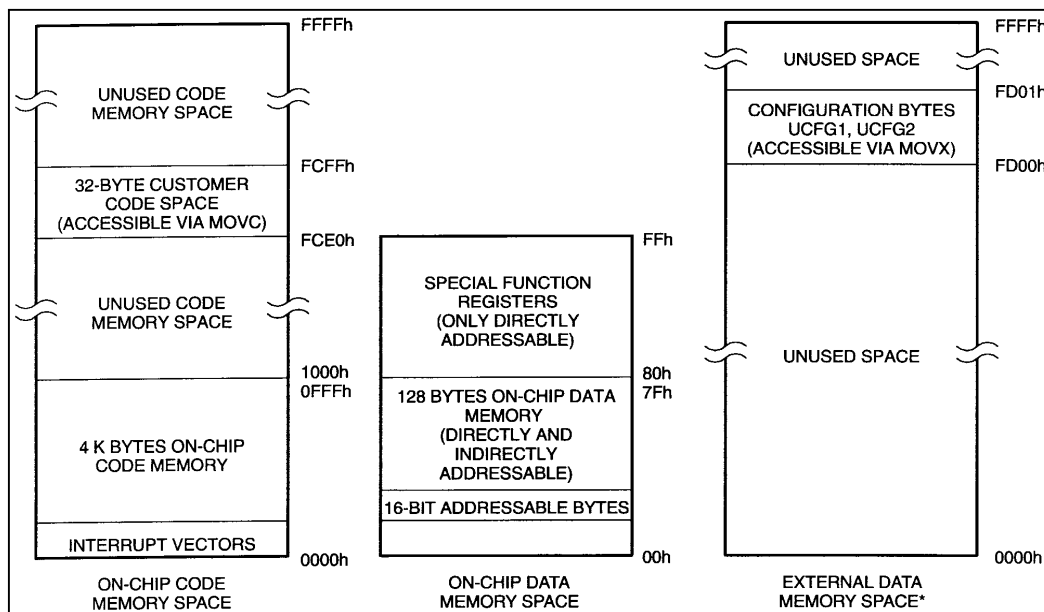 FFFFh
UNUSED CODE
MEMORY SPACE
FCFFh
32-BYTE CUSTOMER
CODE SPACE
(ACCESSIBLE VIA MOVC)
FCE0h
UNUSED CODE
MEMORY SPACE
1000h
0FFFh
4 K BYTES ON-CHIP
CODE MEMORY
INTERRUPT VECTORS
0000h
ON-CHIP CODE
MEMORY SPACE
FFh
SPECIAL FUNCTION
REGISTERS
(ONLY DIRECTLY
ADDRESSABLE)
80h
7Fh
128 BYTES ON-CHIP DATA
MEMORY
(DIRECTLY AND
INDIRECTLY
ADDRESSABLE)
16-BIT ADDRESSABLE BYTES
00h
ON-CHIP DATA
MEMORY SPACE
FFFFh
UNUSED SPACE
FD01h
CONFIGURATION BYTES
UCFG1, UCFG2
(ACCESSIBLE VIA MOVX)
FD00h
UNUSED SPACE
0000h
EXTERNAL DATA
MEMORY SPACE*